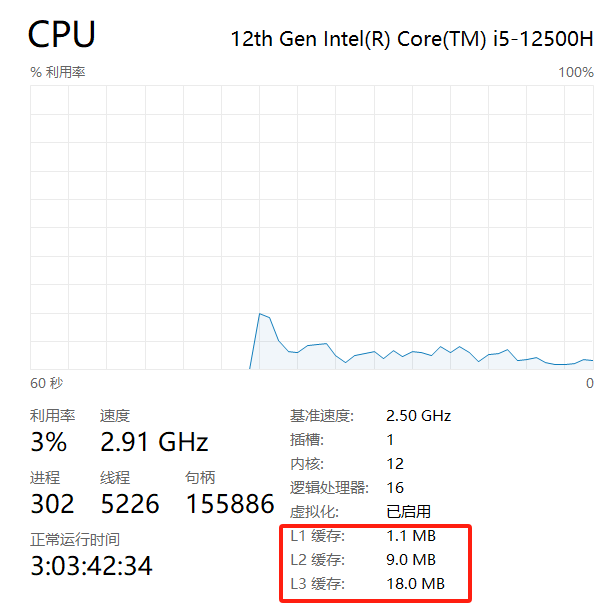 CPU 12th Gen Intel(R) Core(TM) i5-12500H
% 利用率 100%
60 秒 0
利用率 速度 基准速度: 2.50 GHz
3% 2.91 GHz 插槽: 1
内核: 12
进程 线程 句柄 逻辑处理器: 16
302 5226 155886 虚拟化: 已启用
正常运行时间 L1 缓存: 1.1 MB
3:03:42:34 L2 缓存: 9.0 MB
L3 缓存: 18.0 MB